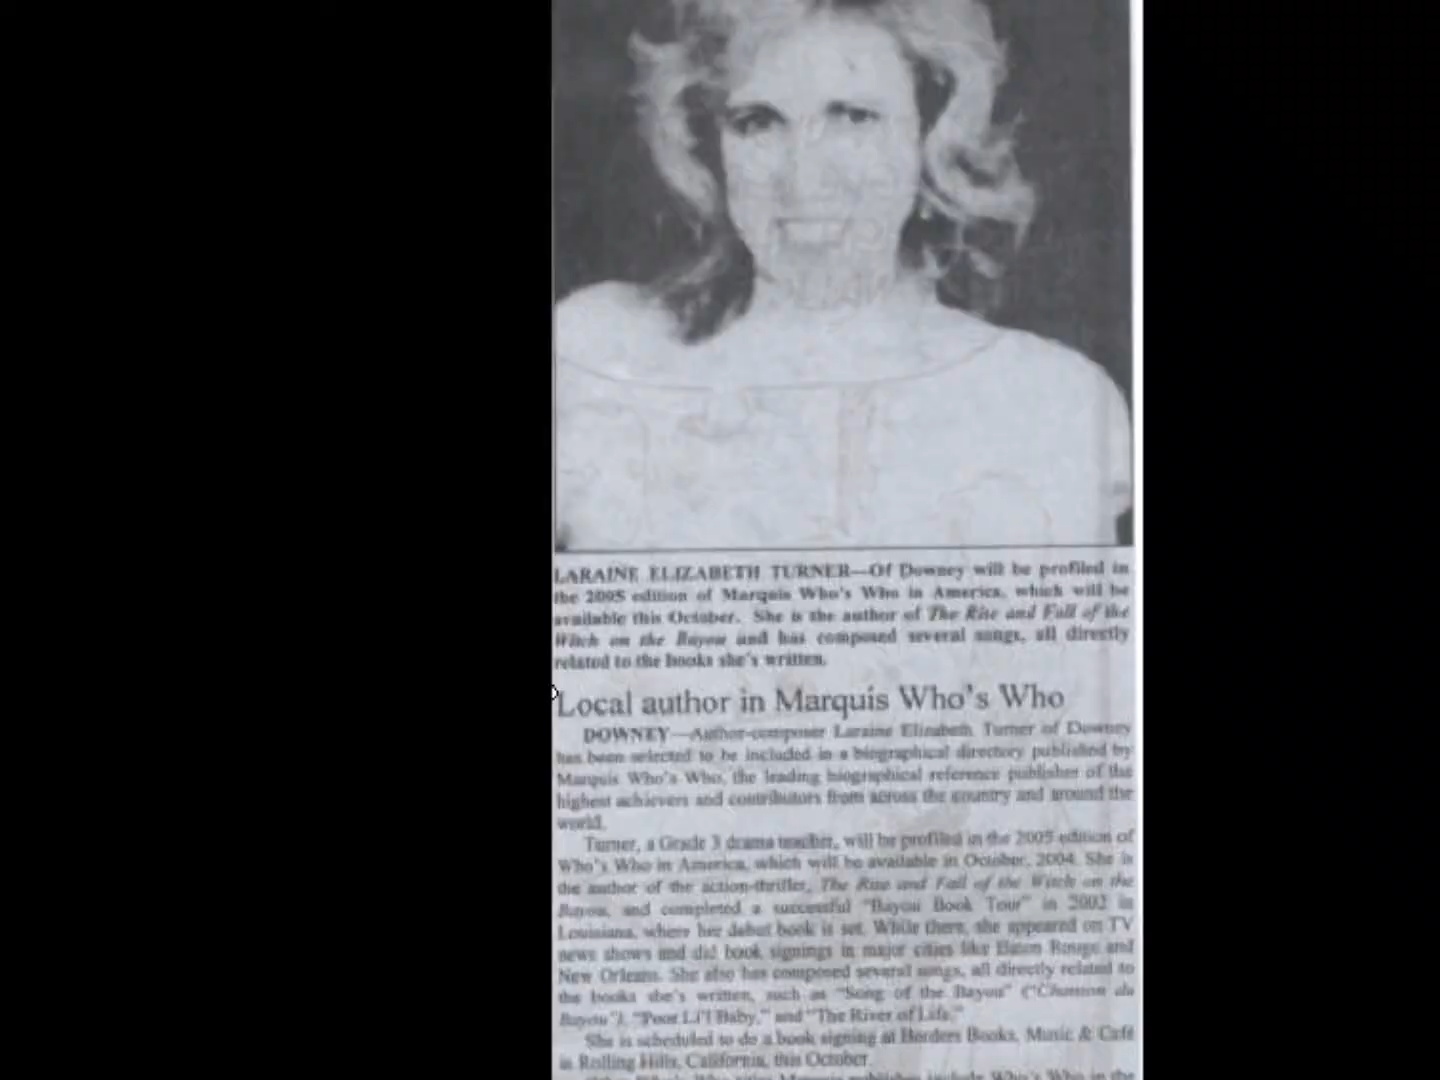 LARAINE ELIZABETH TURNER—Of Downey will be profiled in
the 2005 edition of Marquis Who's Who in America, which will be
available this October. She is the author of The Rise and Fall of the
Witch on the Bayou and has composed several songs, all directly
related to the books she's written.
Local author in Marquis Who's Who
DOWNEY—Author-composer Laraine Elizabeth Turner of Downey
has been selected to be included in a biographical directory published by
Marquis Who's Who, the leading biographical reference publisher of the
highest achievers and contributors from across the country and around the
world.
Turner, a Grade 3 drama teacher, will be profiled in the 2005 edition of
Who's Who in America, which will be available in October, 2004. She is
the author of the action-thriller, The Rise and Fall of the Witch on the
Bayou, and completed a successful "Bayou Book Tour" in 2002 in
Louisiana, where her debut book is set. While there, she appeared on TV
news shows and did book signings in major cities like Baton Rouge and
New Orleans. She also has composed several songs, all directly related to
the books she's written, such as "Song of the Bayou" ("Chanson du
Bayou"), "Poor Li'l Baby," and "The River of Life."
She is scheduled to do a book signing at Borders Books, Music & Café
in Rolling Hills, California, this October.